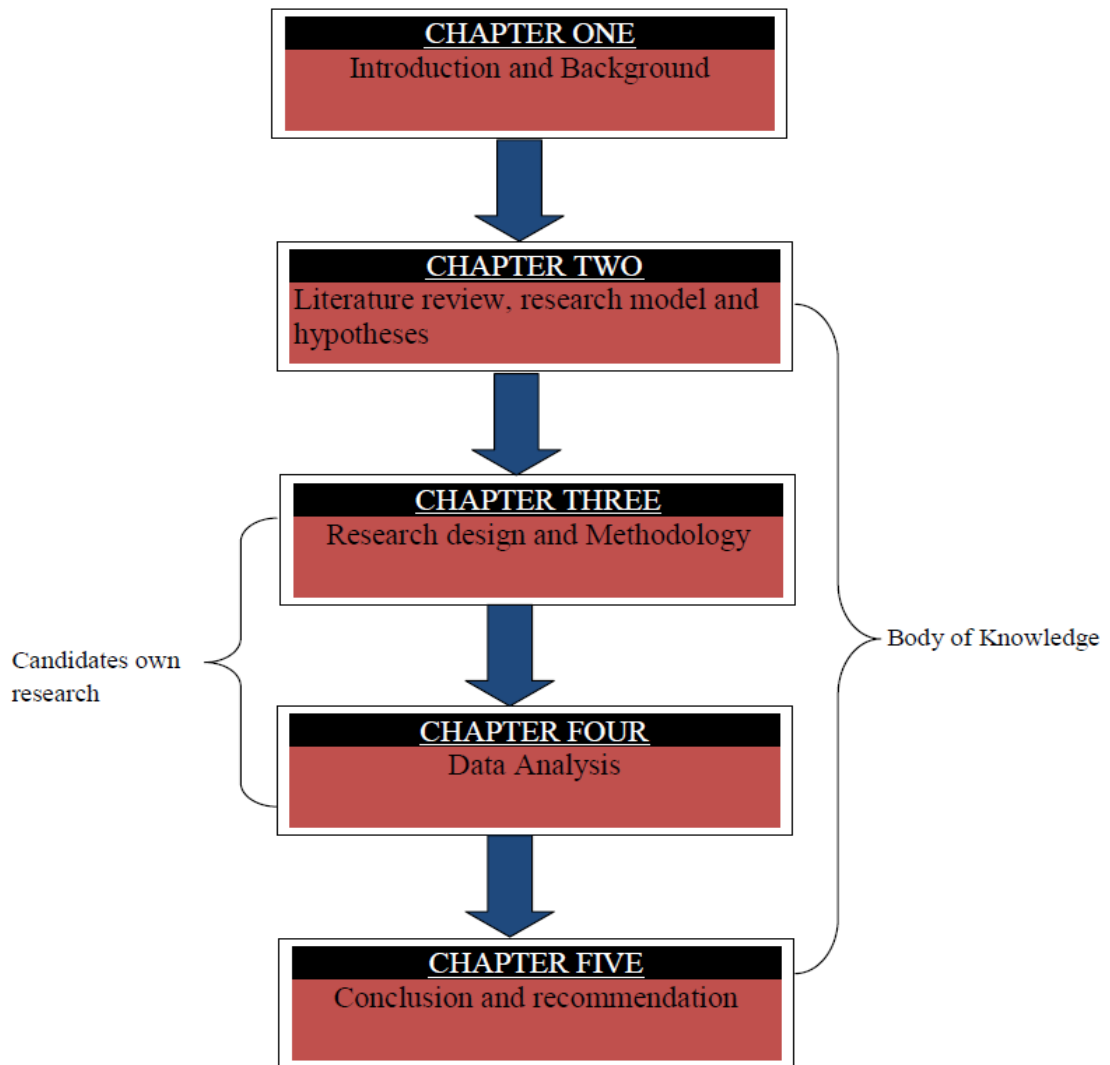 CHAPTER ONE
Introduction and Background
CHAPTER TWO
Literature review, research model and
hypotheses
CHAPTER THREE
Research design and Methodology
Body of Knowledge
Candidates own
research
CHAPTER FOUR
Data Analysis
CHAPTER FIVE
Conclusion and recommendation